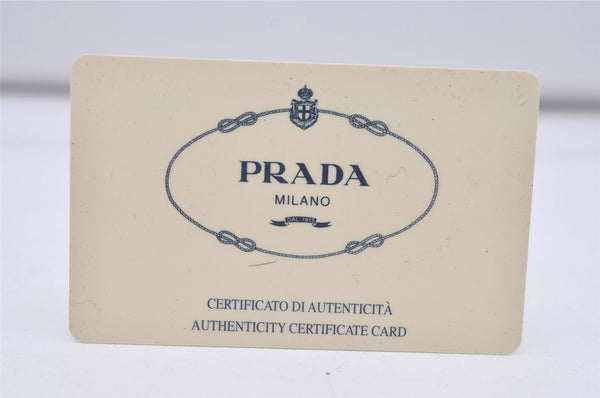 PRADA
MILANO
DAL 1913
CERTIFICATO DI AUTENTICITÀ
AUTHENTICITY CERTIFICATE CARD